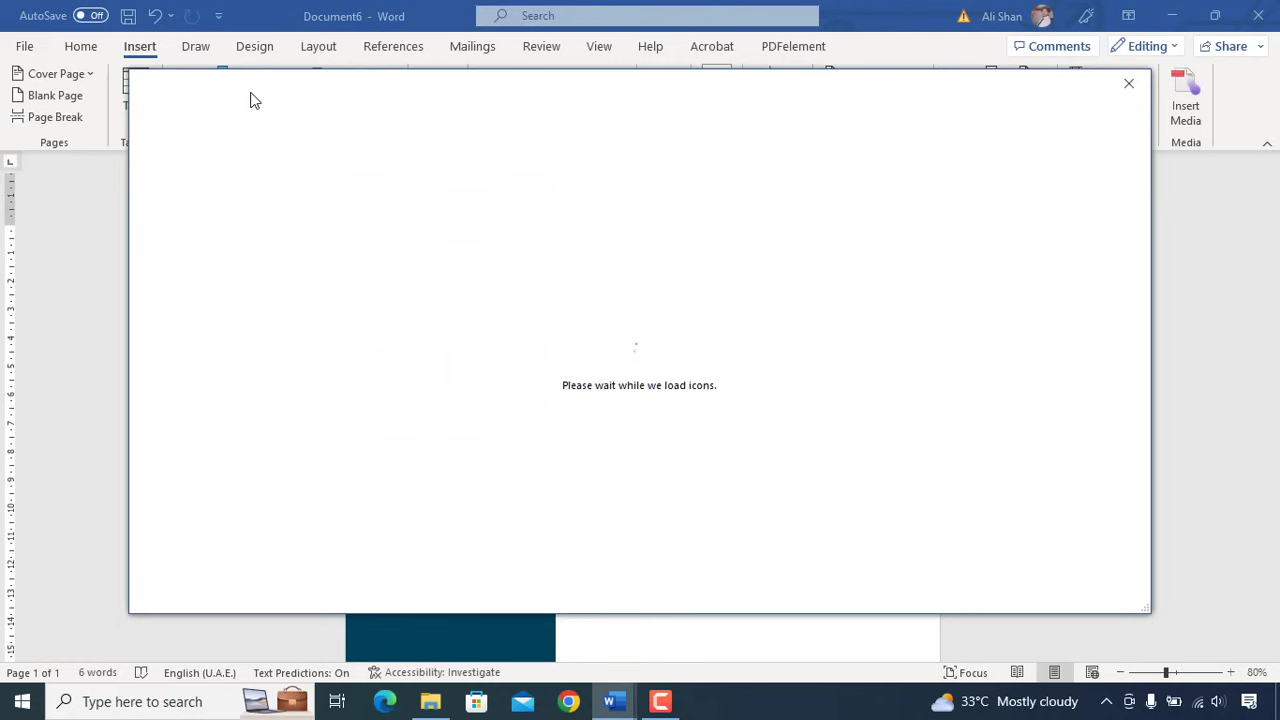 AutoSave Off Document6 - Word Search Ali Shan
File Home Insert Draw Design Layout References Mailings Review View Help Acrobat PDFelement Comments Editing Share
Cover Page
Blank Page
Page Break
Pages
Insert
Media
Media
Please wait while we load icons.
Page 1 of 1 6 words English (U.A.E.) Text Predictions: On Accessibility: Investigate Focus 80%
Type here to search 33°C Mostly cloudy